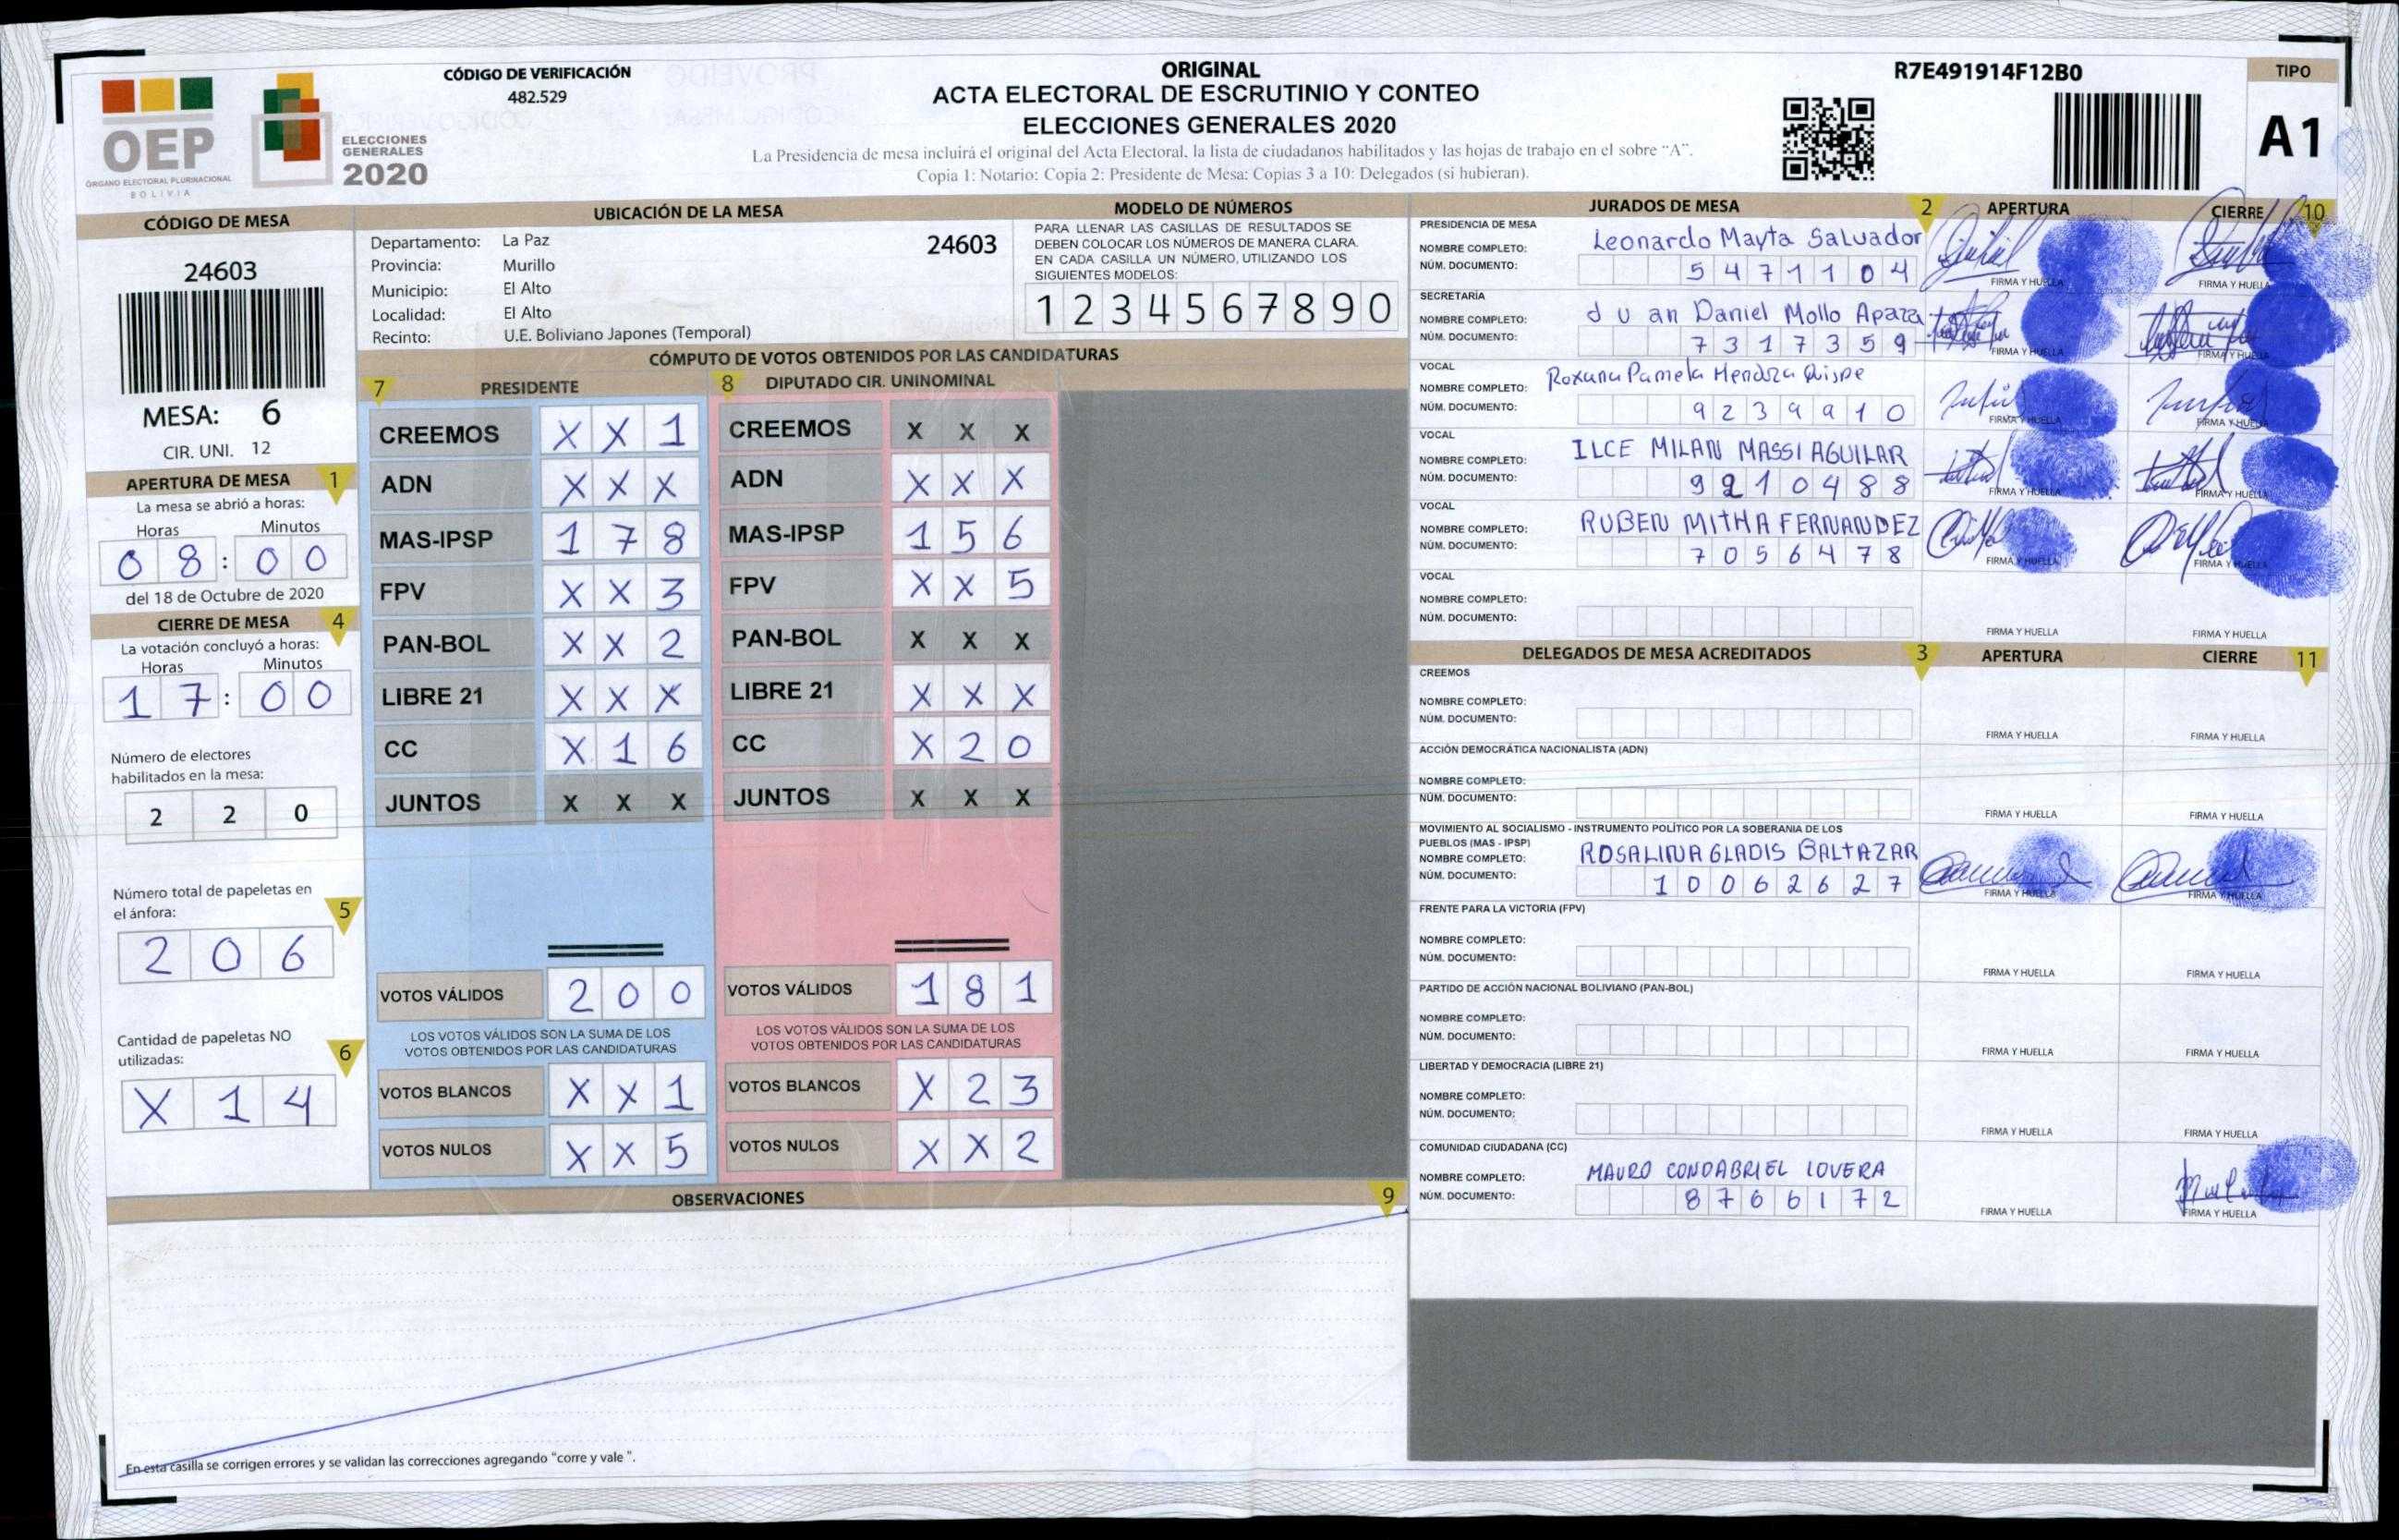 CÓDIGO DE VERIFICACIÓN
482.529
ORIGINAL
ACTA ELECTORAL DE ESCRUTINIO Y CONTEO
ELECCIONES GENERALES 2020
La Presidencia de mesa incluirá el original del Acta Electoral, la lista de ciudadanos habilitados y las hojas de trabajo en el sobre "A".
Copia 1: Notario: Copia 2: Presidente de Mesa: Copias 3 a 10: Delegados (si hubieran).
R7E491914F12B0
TIPO
A1
OEP
ÓRGANO ELECTORAL PLURINACIONAL
BOLIVIA
ELECCIONES
GENERALES
2020
CÓDIGO DE MESA
24603
MESA: 6
CIR. UNI. 12
APERTURA DE MESA 1
La mesa se abrió a horas:
Horas Minutos
0 8 : 0 0
del 18 de Octubre de 2020
CIERRE DE MESA 4
La votación concluyó a horas:
Horas Minutos
1 7 : 0 0
Número de electores
habilitados en la mesa:
2 2 0
Número total de papeletas en
el ánfora: 5
2 0 6
Cantidad de papeletas NO
utilizadas: 6
X 1 4
UBICACIÓN DE LA MESA
Departamento: La Paz 24603
Provincia: Murillo
Municipio: El Alto
Localidad: El Alto
Recinto: U.E. Boliviano Japones (Temporal)
MODELO DE NÚMEROS
PARA LLENAR LAS CASILLAS DE RESULTADOS SE
DEBEN COLOCAR LOS NÚMEROS DE MANERA CLARA.
EN CADA CASILLA UN NÚMERO, UTILIZANDO LOS
SIGUIENTES MODELOS:
1 2 3 4 5 6 7 8 9 0
CÓMPUTO DE VOTOS OBTENIDOS POR LAS CANDIDATURAS
7 PRESIDENTE
CREEMOS X X 1
ADN X X X
MAS-IPSP 1 7 8
FPV X X 3
PAN-BOL X X 2
LIBRE 21 X X X
CC X 1 6
JUNTOS X X X
VOTOS VÁLIDOS 2 0 0
LOS VOTOS VÁLIDOS SON LA SUMA DE LOS
VOTOS OBTENIDOS POR LAS CANDIDATURAS
VOTOS BLANCOS X X 1
VOTOS NULOS X X 5
8 DIPUTADO CIR. UNINOMINAL
CREEMOS X X X
ADN X X X
MAS-IPSP 1 5 6
FPV X X 5
PAN-BOL X X X
LIBRE 21 X X X
CC X 2 0
JUNTOS X X X
VOTOS VÁLIDOS 1 8 1
LOS VOTOS VÁLIDOS SON LA SUMA DE LOS
VOTOS OBTENIDOS POR LAS CANDIDATURAS
VOTOS BLANCOS X 2 3
VOTOS NULOS X X 2
OBSERVACIONES 9
En esta casilla se corrigen errores y se validan las correcciones agregando "corre y vale ".
JURADOS DE MESA 2 APERTURA CIERRE 10
PRESIDENCIA DE MESA
NOMBRE COMPLETO: Leonardo Mayta Salvador
NÚM. DOCUMENTO: 5 4 7 1 1 0 4
FIRMA Y HUELLA FIRMA Y HUELLA
SECRETARÍA
NOMBRE COMPLETO: Juan Daniel Mollo Apaza
NÚM. DOCUMENTO: 7 3 1 7 3 5 9
FIRMA Y HUELLA FIRMA Y HUELLA
VOCAL
NOMBRE COMPLETO: Roxana Pamela Mendoza Quispe
NÚM. DOCUMENTO: 9 2 3 9 9 1 0
FIRMA Y HUELLA FIRMA Y HUELLA
VOCAL
NOMBRE COMPLETO: ILCE MILAN MASSI AGUILAR
NÚM. DOCUMENTO: 9 2 1 0 4 8 8
FIRMA Y HUELLA FIRMA Y HUELLA
VOCAL
NOMBRE COMPLETO: RUBEN MITHA FERNANDEZ
NÚM. DOCUMENTO: 7 0 5 6 4 7 8
FIRMA Y HUELLA FIRMA Y HUELLA
VOCAL
NOMBRE COMPLETO:
NÚM. DOCUMENTO:
FIRMA Y HUELLA FIRMA Y HUELLA
DELEGADOS DE MESA ACREDITADOS 3 APERTURA CIERRE 11
CREEMOS
NOMBRE COMPLETO:
NÚM. DOCUMENTO:
FIRMA Y HUELLA FIRMA Y HUELLA
ACCIÓN DEMOCRÁTICA NACIONALISTA (ADN)
NOMBRE COMPLETO:
NÚM. DOCUMENTO:
FIRMA Y HUELLA FIRMA Y HUELLA
MOVIMIENTO AL SOCIALISMO - INSTRUMENTO POLÍTICO POR LA SOBERANIA DE LOS
PUEBLOS (MAS - IPSP)
NOMBRE COMPLETO: ROSALINA GLADIS BALTAZAR
NÚM. DOCUMENTO: 1 0 0 6 2 6 2 7
FIRMA Y HUELLA FIRMA Y HUELLA
FRENTE PARA LA VICTORIA (FPV)
NOMBRE COMPLETO:
NÚM. DOCUMENTO:
FIRMA Y HUELLA FIRMA Y HUELLA
PARTIDO DE ACCIÓN NACIONAL BOLIVIANO (PAN-BOL)
NOMBRE COMPLETO:
NÚM. DOCUMENTO:
FIRMA Y HUELLA FIRMA Y HUELLA
LIBERTAD Y DEMOCRACIA (LIBRE 21)
NOMBRE COMPLETO:
NÚM. DOCUMENTO:
FIRMA Y HUELLA FIRMA Y HUELLA
COMUNIDAD CIUDADANA (CC)
NOMBRE COMPLETO: MAURO CONDABRIEL LOVERA
NÚM. DOCUMENTO: 8 7 6 6 1 7 2
FIRMA Y HUELLA FIRMA Y HUELLA